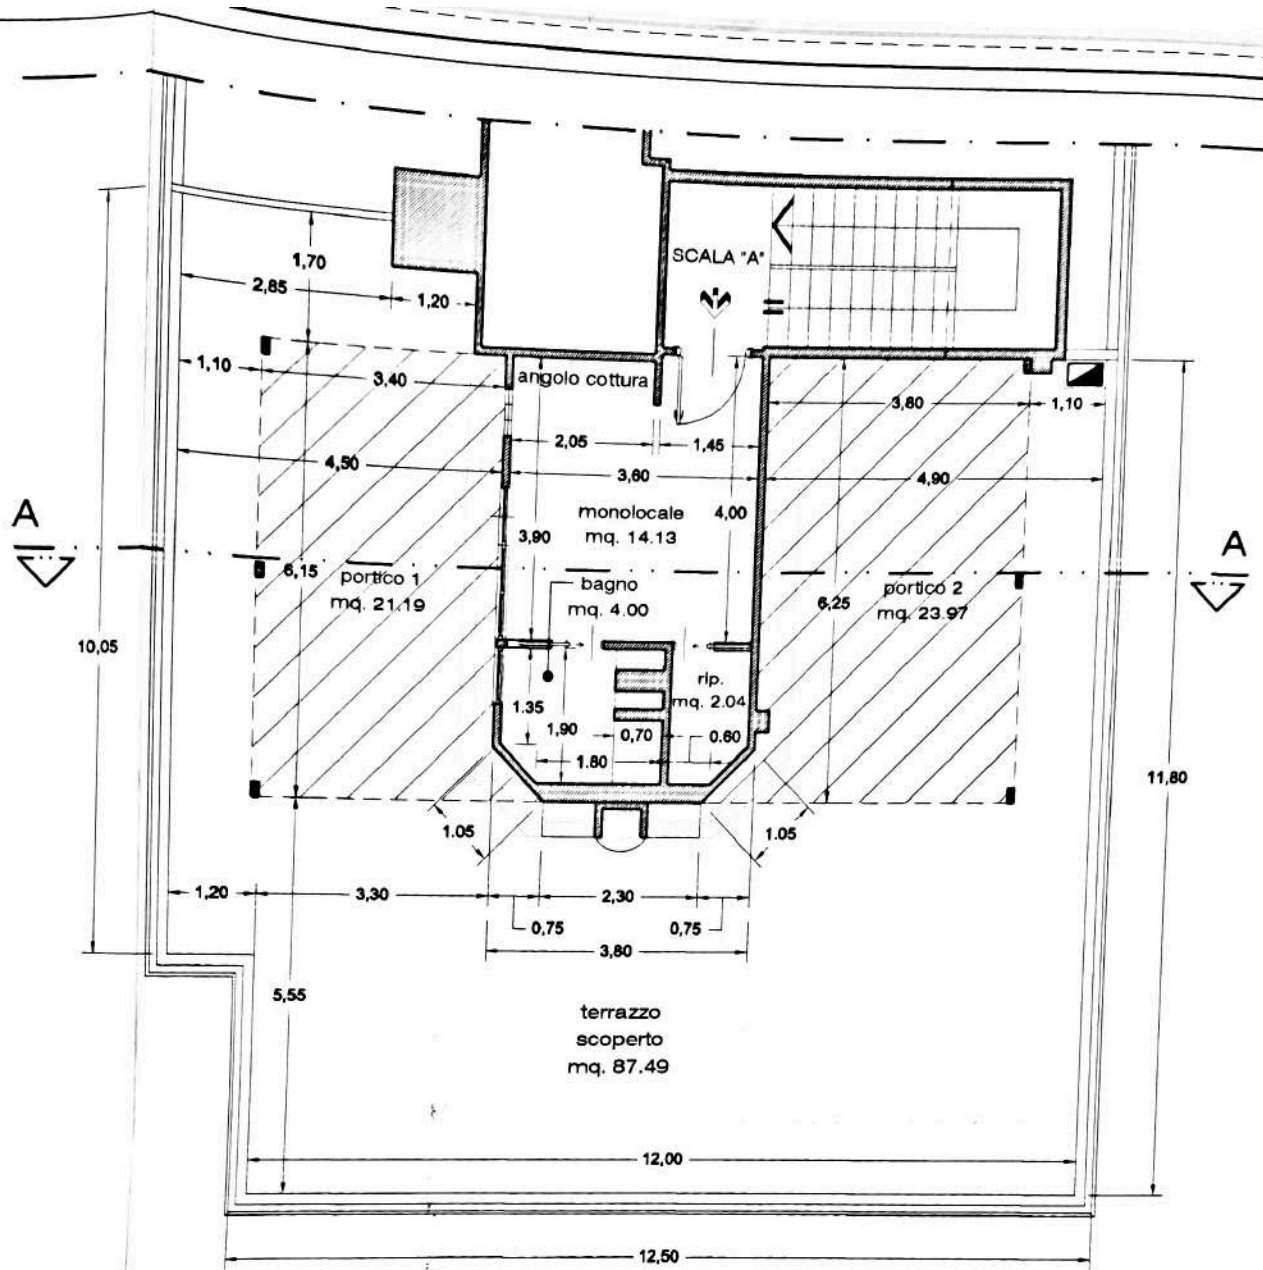 SCALA "A"
1,70
2,85
1,20
1,10
3,40
angolo cottura
3,80
1,10
2,05
1,45
4,50
3,60
4,90
A
monolocale
mq. 14.13
4,00
3,90
A
6,15
portico 1
mq. 21.19
bagno
mq. 4.00
6,25
portico 2
mq. 23.97
10,05
rip.
mq. 2.04
1.35
1,90
0,70
0.60
1.80
11,80
1.05
1.05
1,20
3,30
2,30
0,75
0,75
3,80
5,55
terrazzo
scoperto
mq. 87.49
12,00
12,50